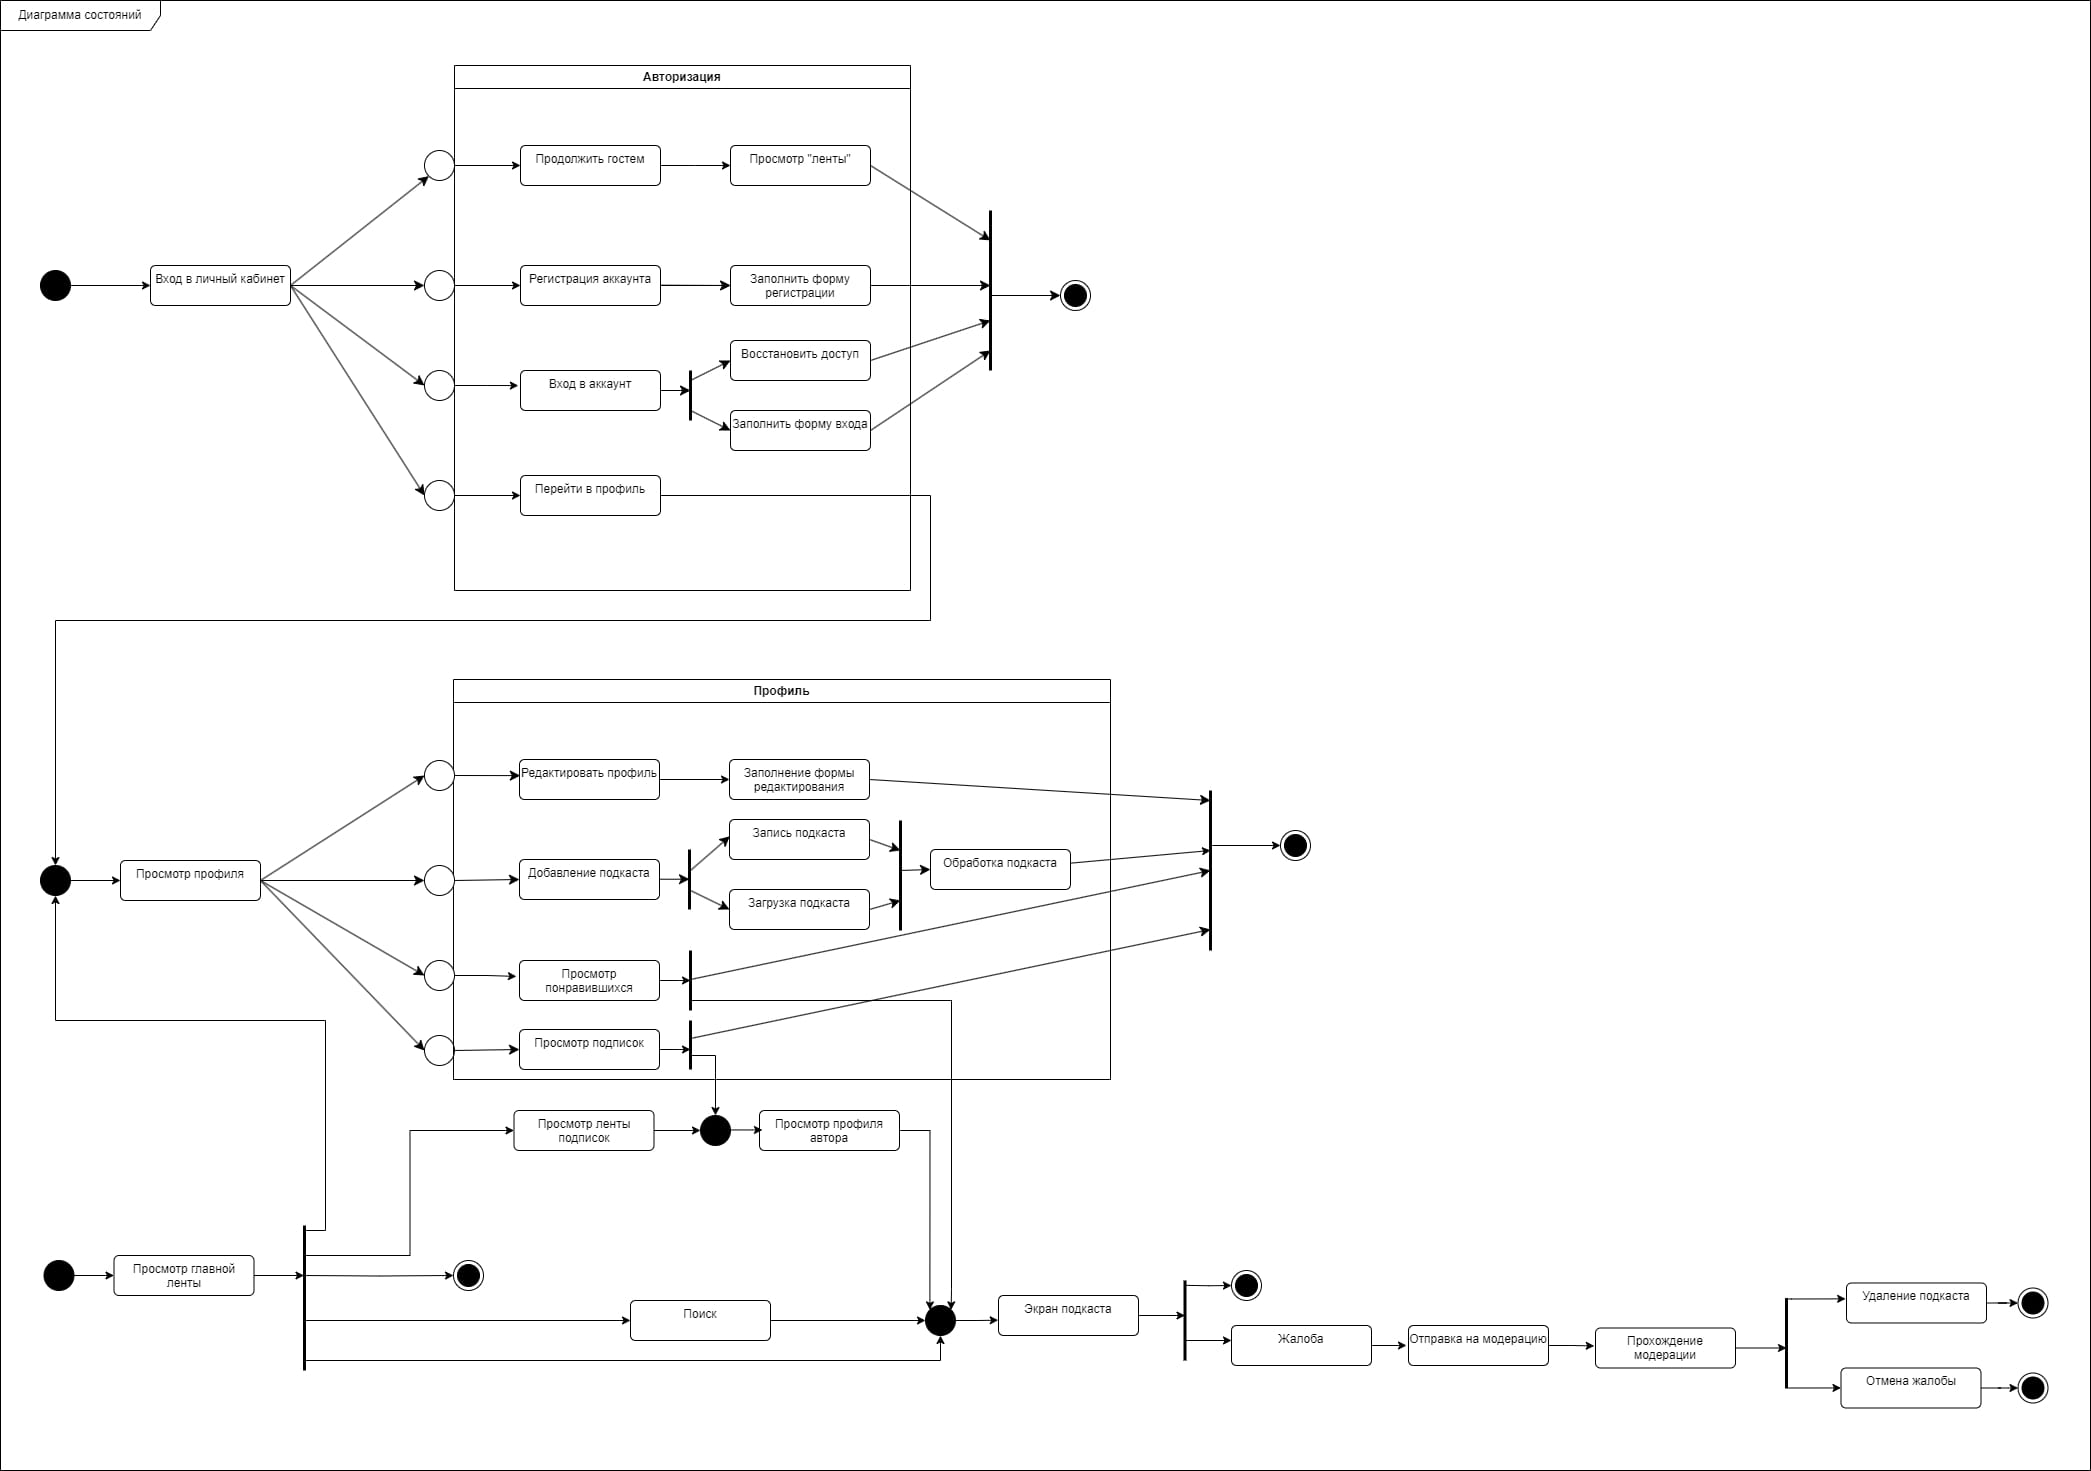 Диаграмма состояний
Авторизация
Продолжить гостем
Просмотр "ленты"
Вход в личный кабинет
Регистрация аккаунта
Заполнить форму
регистрации
Восстановить доступ
Вход в аккаунт
Заполнить форму входа
Перейти в профиль
Профиль
Редактировать профиль
Заполнение формы
редактирования
Запись подкаста
Просмотр профиля
Добавление подкаста
Обработка подкаста
Загрузка подкаста
Просмотр
понравившихся
Просмотр подписок
Просмотр ленты
подписок
Просмотр профиля
автора
Просмотр главной
ленты
Поиск
Экран подкаста
Жалоба
Отправка на модерацию
Прохождение
модерации
Удаление подкаста
Отмена жалобы